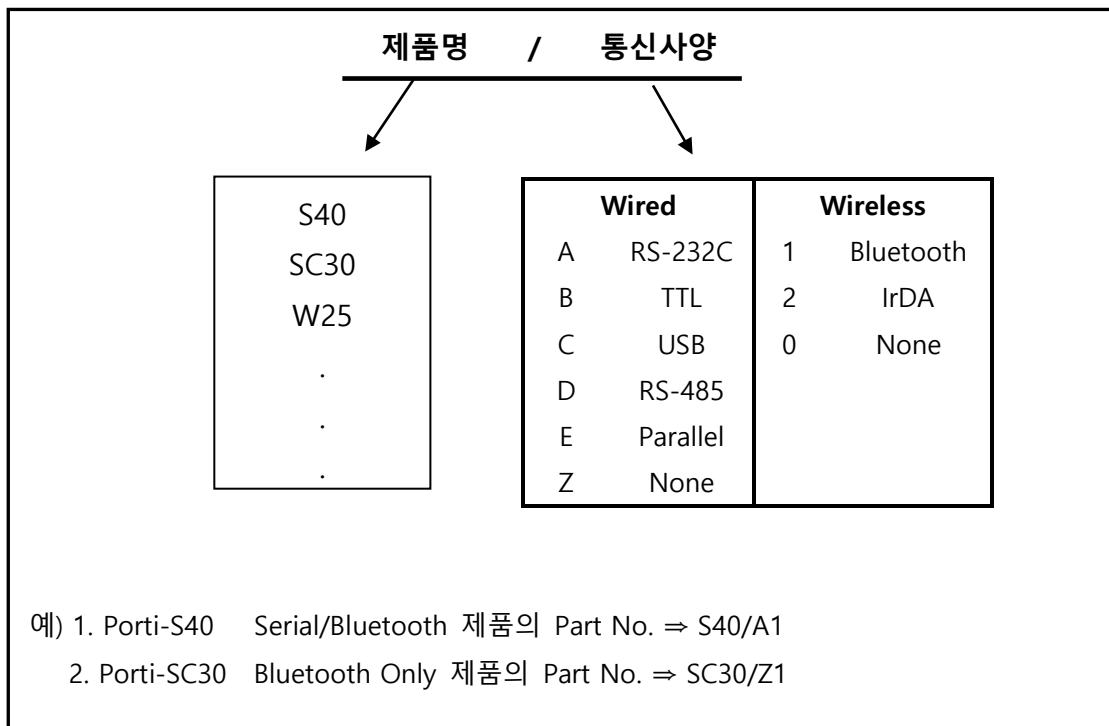 제품명 / 통신사양
S40
SC30
W25
.
.
.
Wired Wireless
A RS-232C 1 Bluetooth
B TTL 2 IrDA
C USB 0 None
D RS-485
E Parallel
Z None
예) 1. Porti-S40 Serial/Bluetooth 제품의 Part No. ⇒ S40/A1
2. Porti-SC30 Bluetooth Only 제품의 Part No. ⇒ SC30/Z1